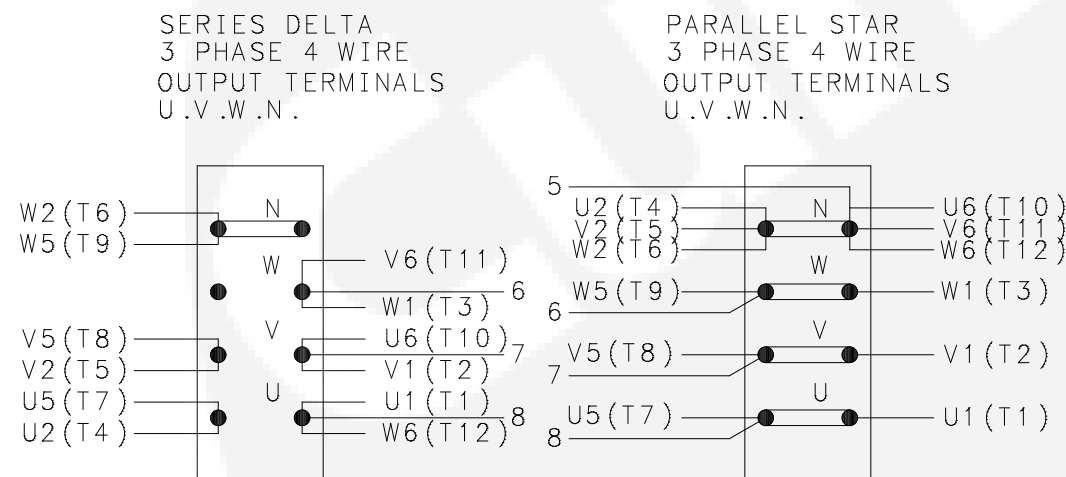 SERIES DELTA
3 PHASE 4 WIRE
OUTPUT TERMINALS
U.V.W.N.
W2(T6)
W5(T9)
V5(T8)
V2(T5)
U5(T7)
U2(T4)
N
W
V
U
V6(T11)
6
W1(T3)
U6(T10)
7
V1(T2)
U1(T1)
8
W6(T12)
PARALLEL STAR
3 PHASE 4 WIRE
OUTPUT TERMINALS
U.V.W.N.
5
U2(T4)
V2(T5)
W2(T6)
W5(T9)
6
V5(T8)
7
U5(T7)
8
N
W
V
U
U6(T10)
V6(T11)
W6(T12)
W1(T3)
V1(T2)
U1(T1)